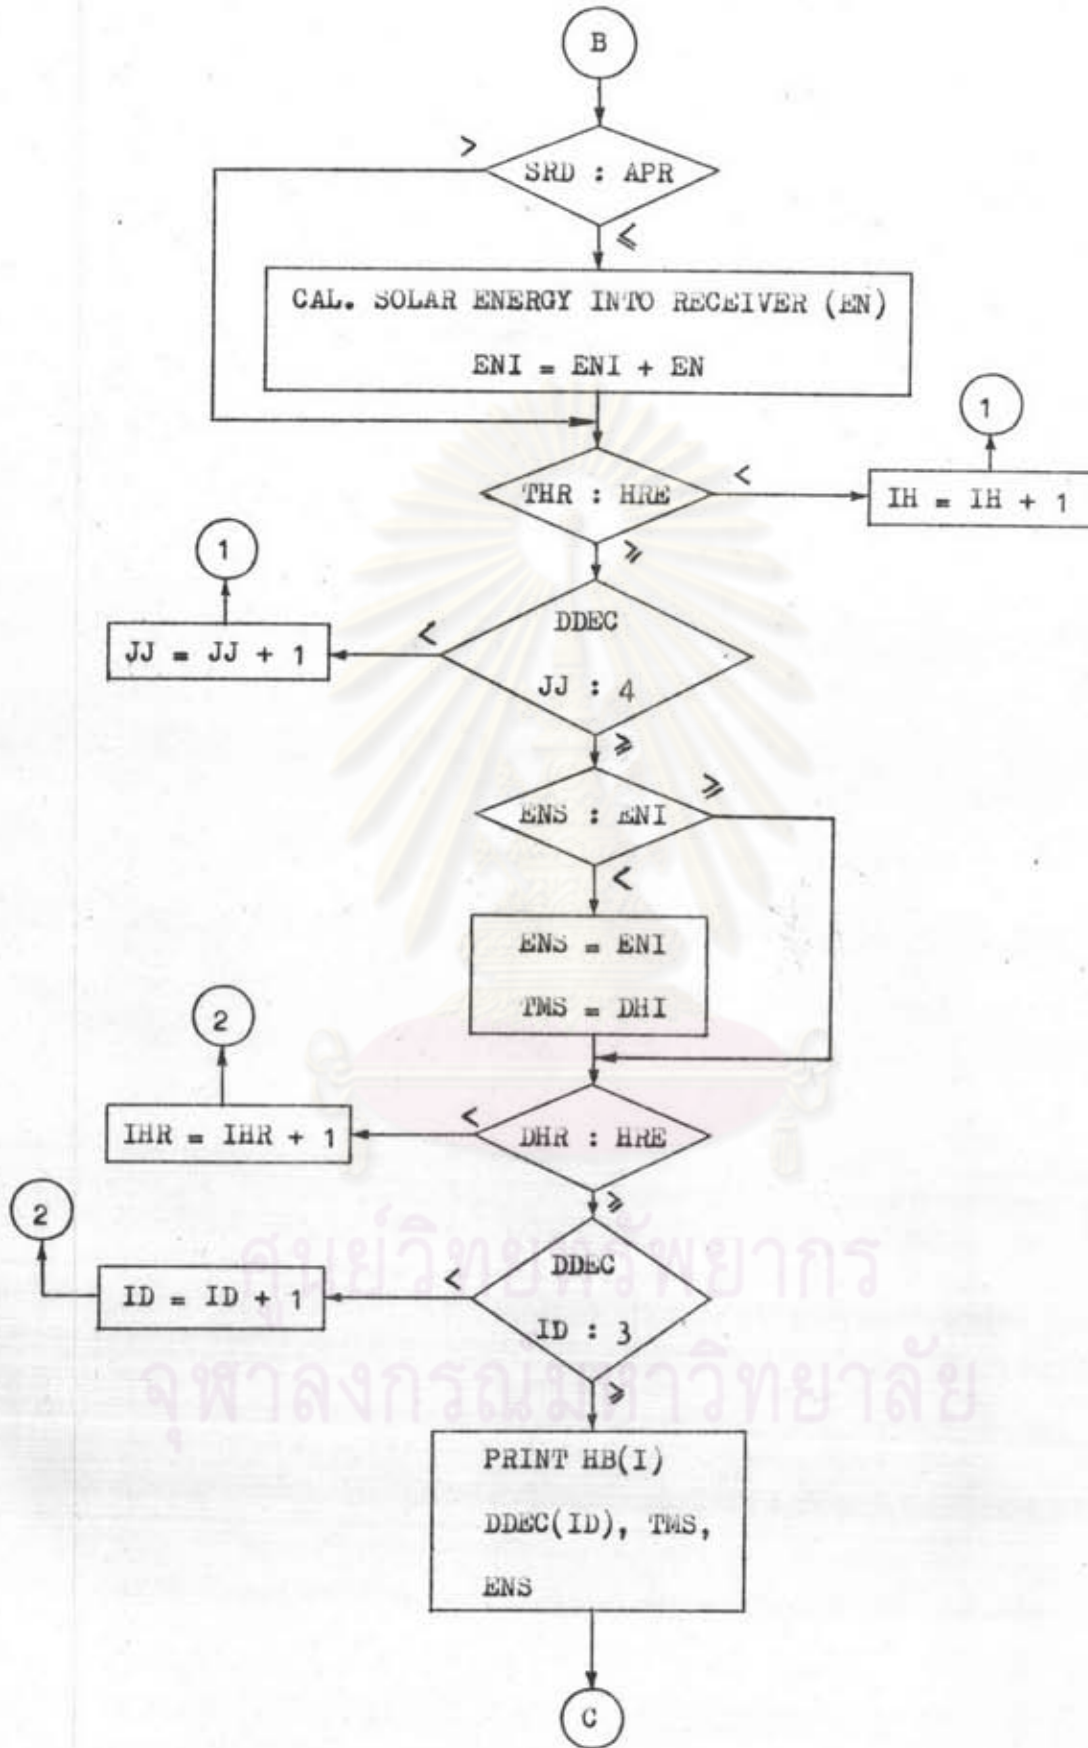 B
>
SRD : APR
≤
CAL. SOLAR ENERGY INTO RECEIVER (EN)
ENI = ENI + EN
1
THR : HRE
<
IH = IH + 1
≥
1
DDEC
JJ : 4
<
JJ = JJ + 1
≥
ENS : ENI
≥
<
ENS = ENI
TMS = DHI
2
DHR : HRE
<
IHR = IHR + 1
≥
2
DDEC
ID : 3
<
ID = ID + 1
≥
ศูนย์วิทยทรัพยากร
จุฬาลงกรณ์มหาวิทยาลัย
PRINT HB(I)
DDEC(ID), TMS,
ENS
C